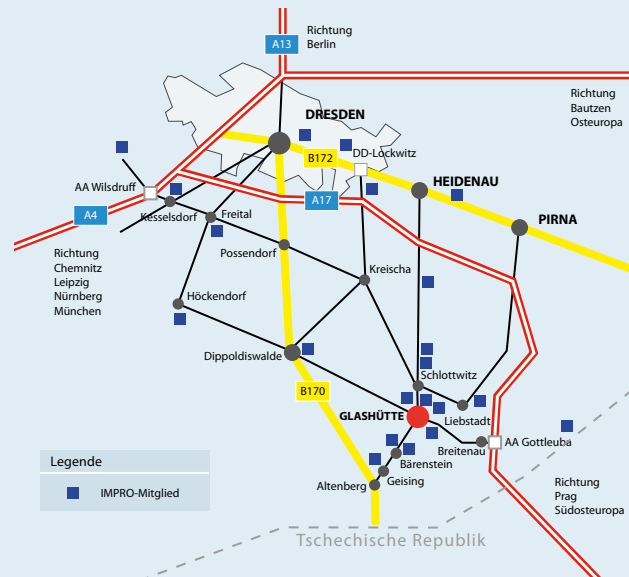 Richtung
Berlin
A13
Richtung
Bautzen
Osteuropa
DRESDEN
B172
DD-Lockwitz
AA Wilsdruff
HEIDENAU
A17
Kesselsdorf
Freital
A4
PIRNA
Richtung
Chemnitz
Leipzig
Nürnberg
München
Possendorf
Kreischa
Höckendorf
Dippoldiswalde
Schlottwitz
B170
GLASHÜTTE
Liebstadt
Breitenau
AA Gottleuba
Legende
IMPRO-Mitglied
Bärenstein
Geising
Altenberg
Richtung
Prag
Südosteuropa
Tschechische Republik